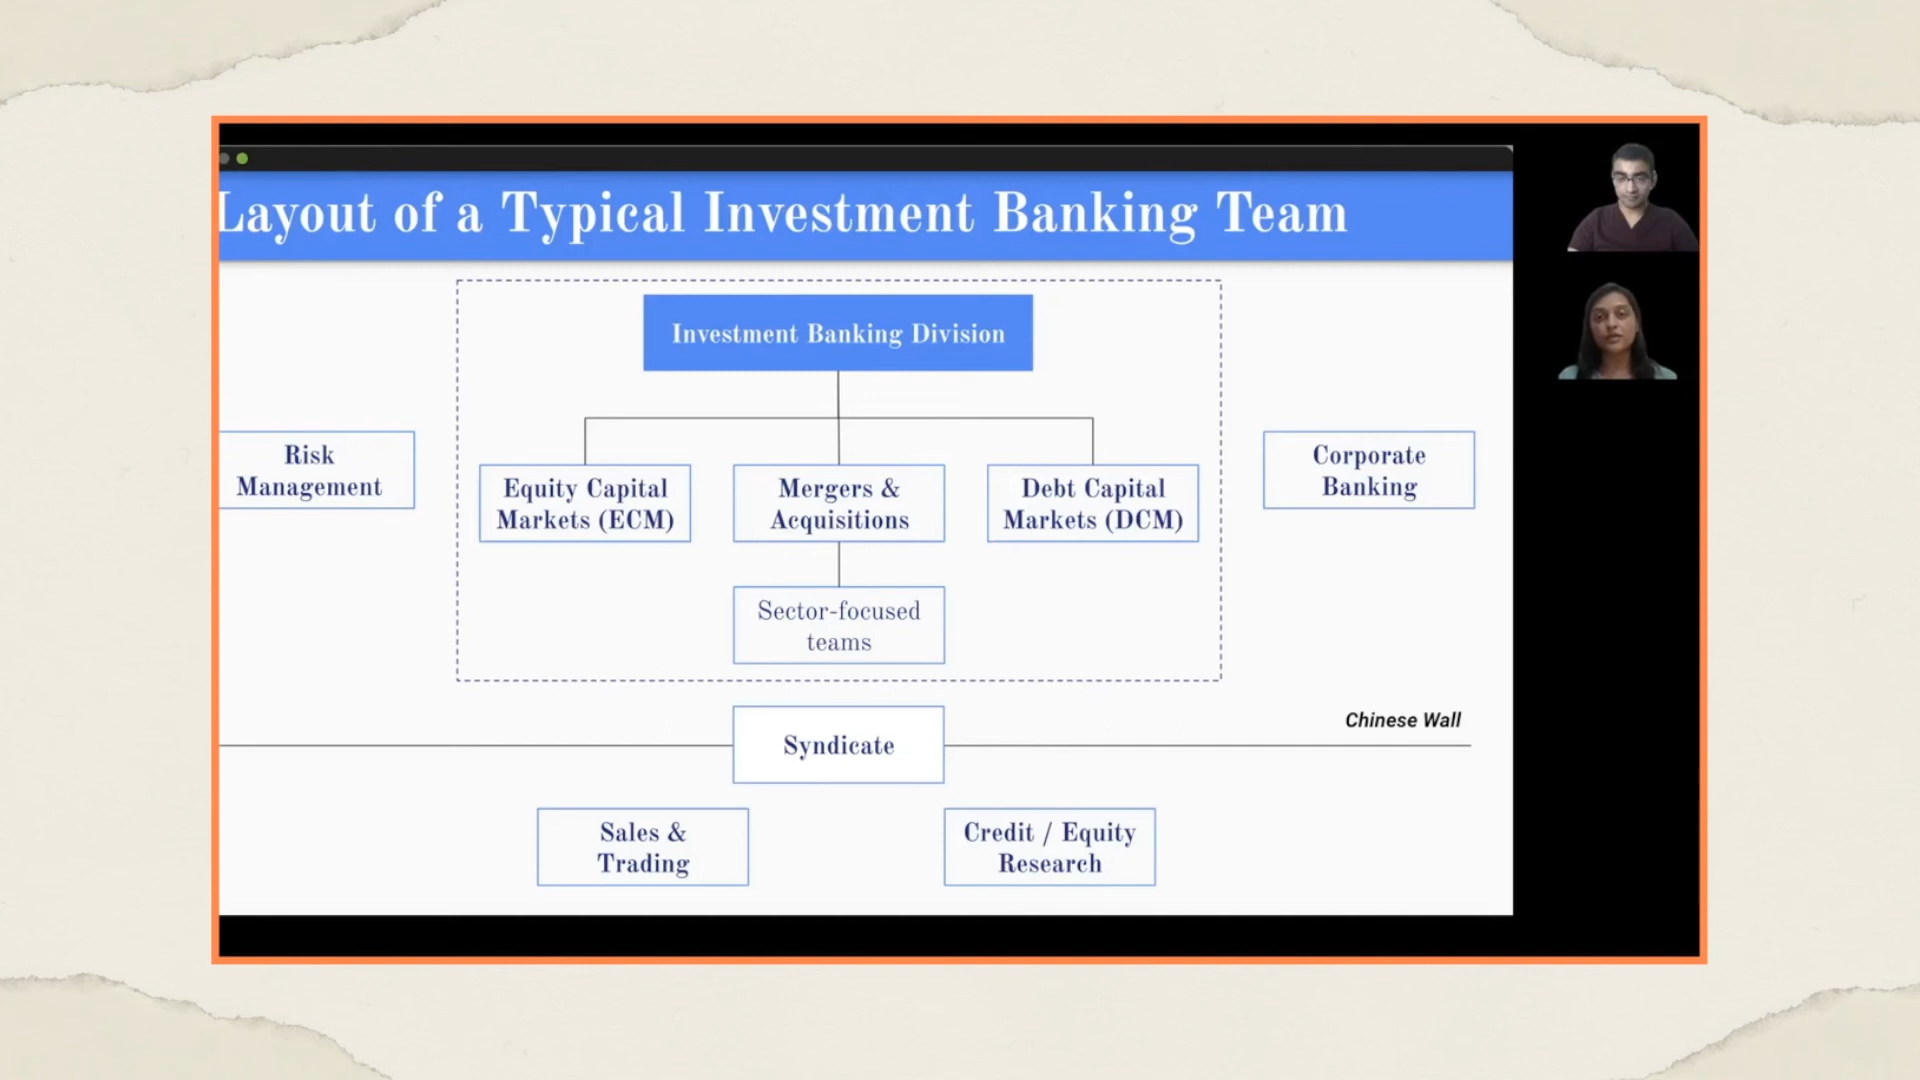 Layout of a Typical Investment Banking Team
Investment Banking Division
Risk
Management
Corporate
Banking
Equity Capital
Markets (ECM)
Mergers &
Acquisitions
Debt Capital
Markets (DCM)
Sector-focused
teams
Chinese Wall
Syndicate
Sales &
Trading
Credit / Equity
Research